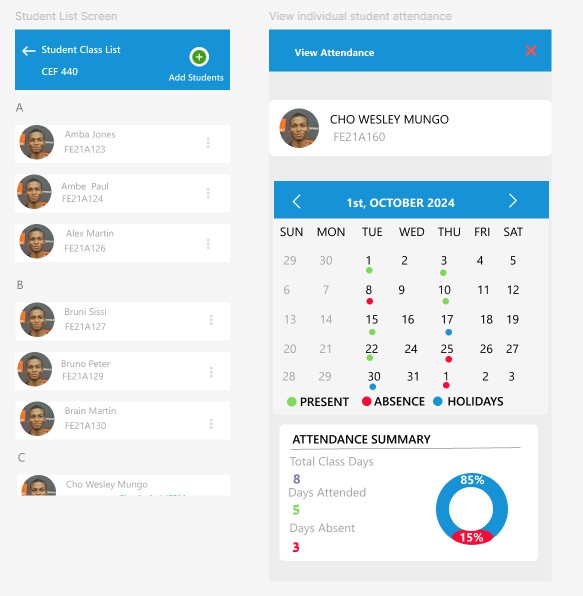 Student List Screen
Student Class List
CEF 440
Add Students
A
Amba Jones
FE21A123
Ambe Paul
FE21A124
Alex Martin
FE21A126
B
Bruni Sissi
FE21A127
Bruno Peter
FE21A129
Brain Martin
FE21A130
C
Cho Wesley Mungo
View individual student attendance
View Attendance
CHO WESLEY MUNGO
FE21A160
1st, OCTOBER 2024
SUN MON TUE WED THU FRI SAT
29 30 1 2 3 4 5
6 7 8 9 10 11 12
13 14 15 16 17 18 19
20 21 22 24 25 26 27
28 29 30 31 1 2 3
PRESENT ABSENCE HOLIDAYS
ATTENDANCE SUMMARY
Total Class Days
8
Days Attended
5
Days Absent
3
85%
15%